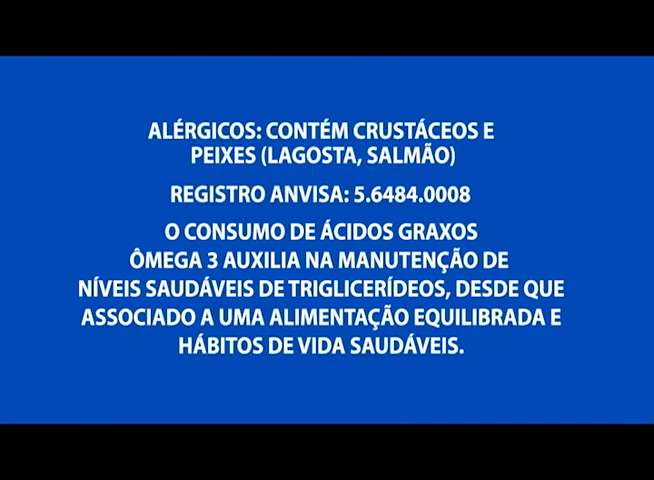 ALÉRGICOS: CONTÉM CRUSTÁCEOS E
PEIXES (LAGOSTA, SALMÃO)
REGISTRO ANVISA: 5.6484.0008
O CONSUMO DE ÁCIDOS GRAXOS
ÔMEGA 3 AUXILIA NA MANUTENÇÃO DE
NÍVEIS SAUDÁVEIS DE TRIGLICERÍDEOS, DESDE QUE
ASSOCIADO A UMA ALIMENTAÇÃO EQUILIBRADA E
HÁBITOS DE VIDA SAUDÁVEIS.